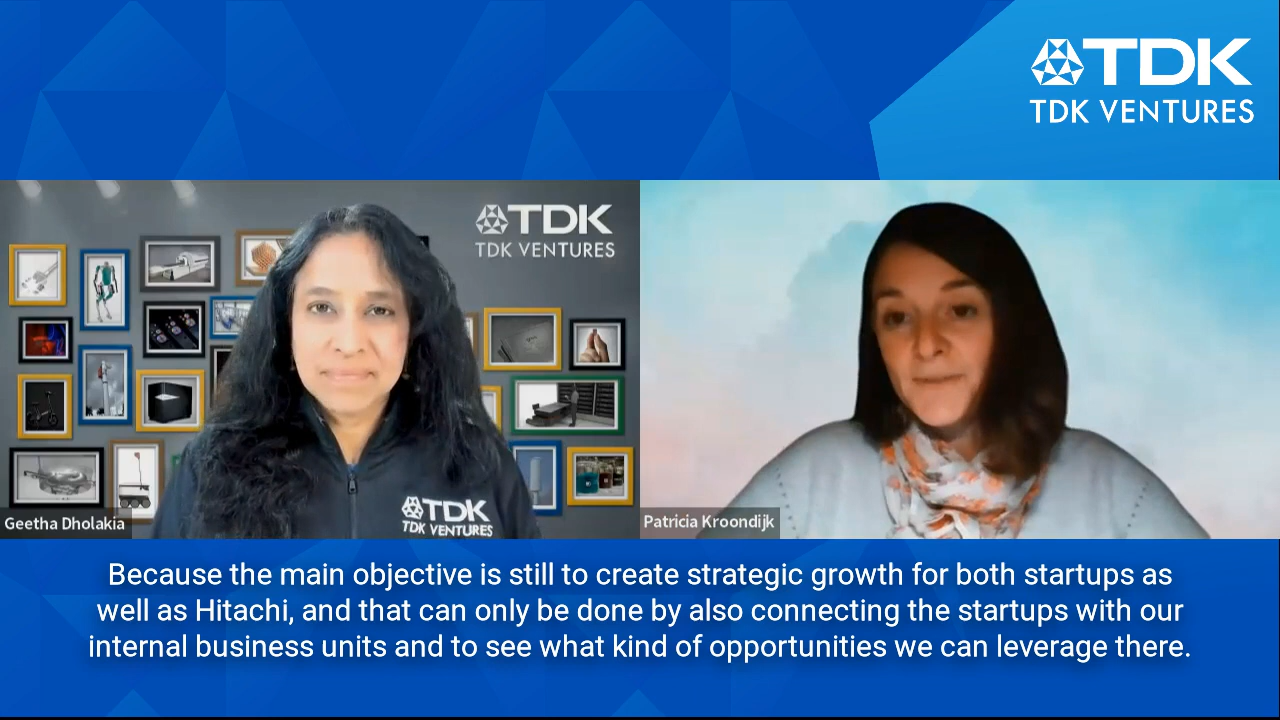 TDK
TDK VENTURES
TDK
TDK VENTURES
TDK
TDK VENTURES
Geetha Dholakia
Patricia Kroondijk
Because the main objective is still to create strategic growth for both startups as
well as Hitachi, and that can only be done by also connecting the startups with our
internal business units and to see what kind of opportunities we can leverage there.